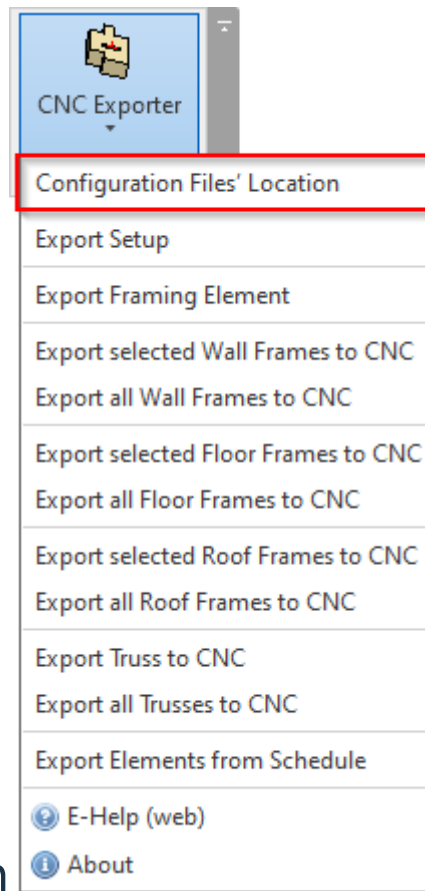 CNC Exporter
Configuration Files' Location
Export Setup
Export Framing Element
Export selected Wall Frames to CNC
Export all Wall Frames to CNC
Export selected Floor Frames to CNC
Export all Floor Frames to CNC
Export selected Roof Frames to CNC
Export all Roof Frames to CNC
Export Truss to CNC
Export all Trusses to CNC
Export Elements from Schedule
E-Help (web)
About